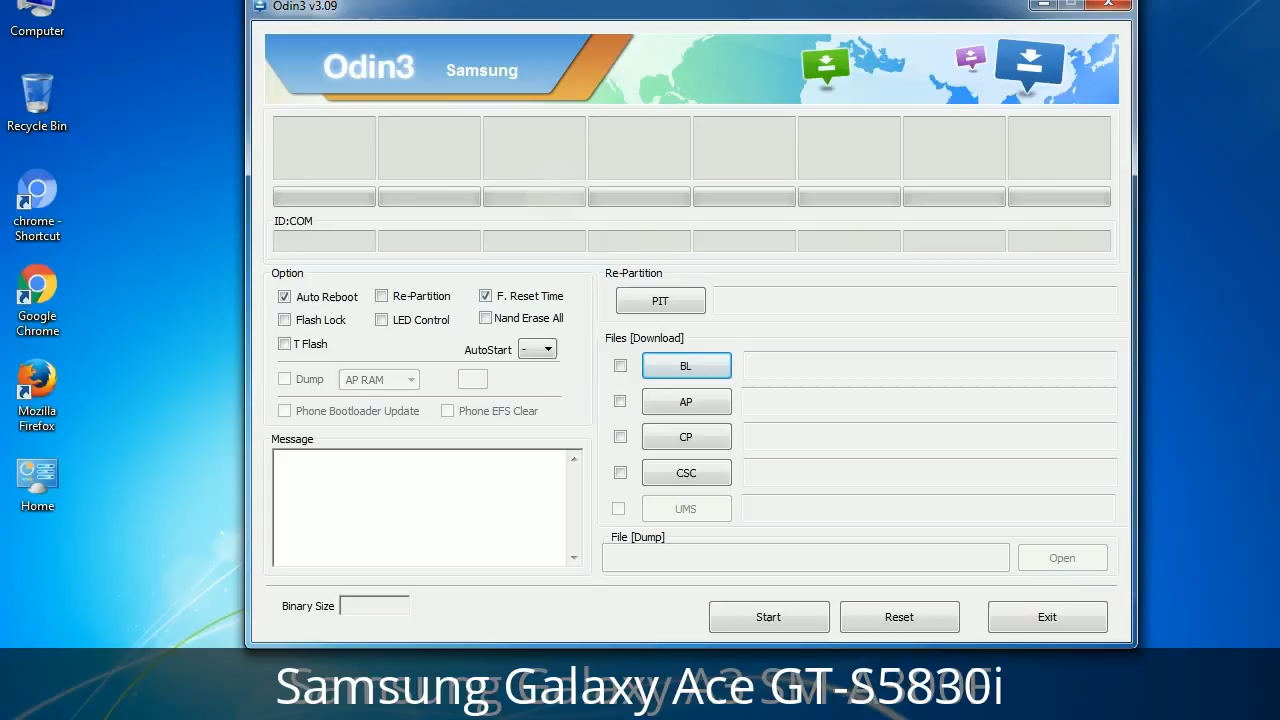 Computer
Recycle Bin
chrome -
Shortcut
Google
Chrome
Mozilla
Firefox
Home
Odin3 v3.09
Odin3 Samsung
ID:COM
Option
Auto Reboot
Re-Partition
F. Reset Time
Flash Lock
LED Control
Nand Erase All
T Flash
AutoStart -
Dump
AP RAM
Phone Bootloader Update
Phone EFS Clear
Message
Re-Partition
PIT
Files [Download]
BL
AP
CP
CSC
UMS
File [Dump]
Open
Binary Size
Start
Reset
Exit
Samsung Galaxy Ace GT-S5830i